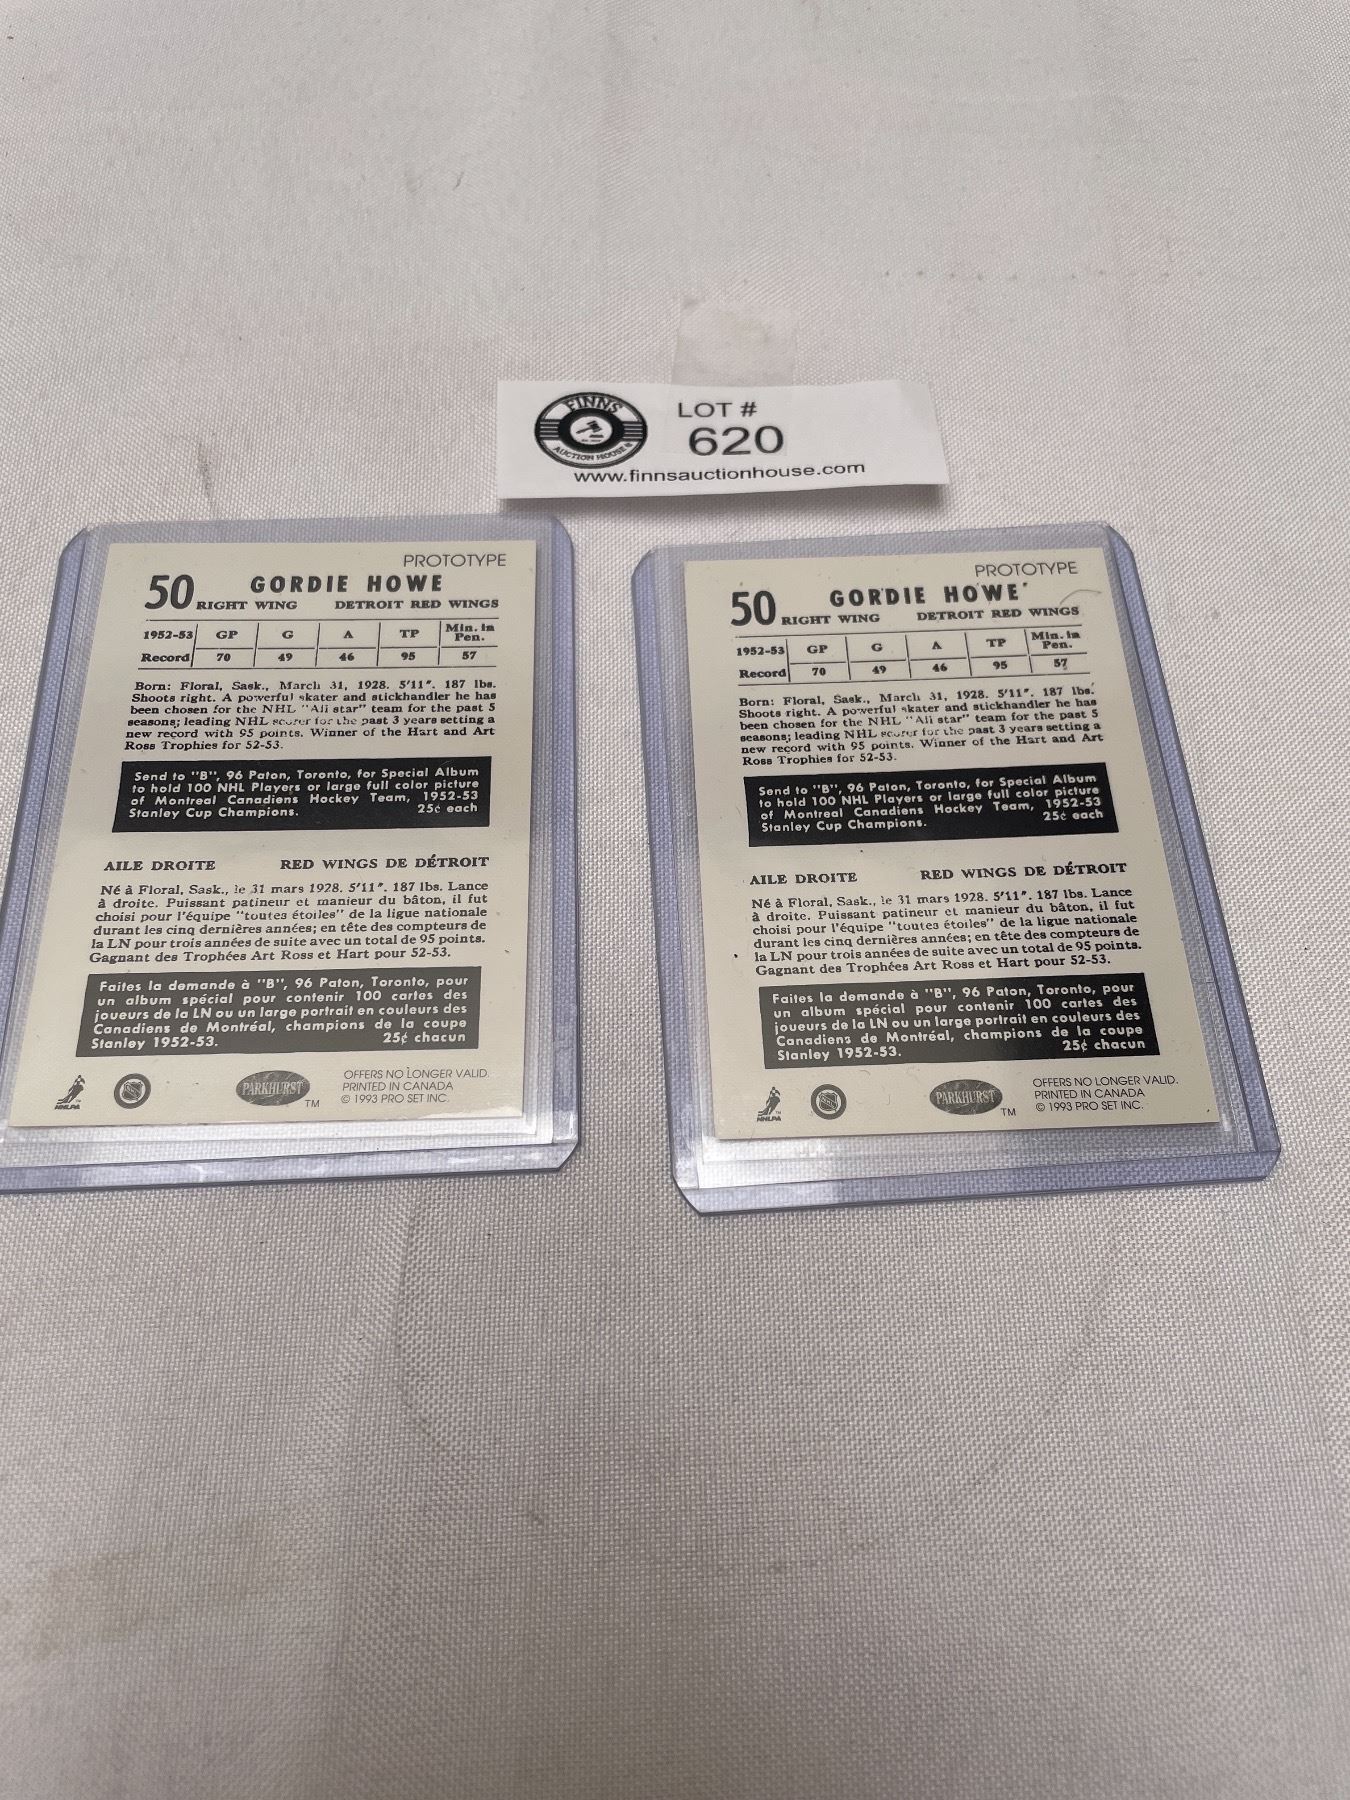 FINNS
AUCTION HOUSE
LOT #
620
www.finnsauctionhouse.com
PROTOTYPE
50 GORDIE HOWE
RIGHT WING DETROIT RED WINGS
1952-53 GP G A TP Min. in Pen.
Record 70 49 46 95 57
Born: Floral, Sask., March 31, 1928. 5'11". 187 lbs.
Shoots right. A powerful skater and stickhandler he has
been chosen for the NHL "All star" team for the past 5
seasons; leading NHL scorer for the past 3 years setting a
new record with 95 points. Winner of the Hart and Art
Ross Trophies for 52-53.
Send to "B", 96 Paton, Toronto, for Special Album
to hold 100 NHL Players or large full color picture
of Montreal Canadiens Hockey Team, 1952-53
Stanley Cup Champions. 25¢ each
AILE DROITE RED WINGS DE DÉTROIT
Né à Floral, Sask., le 31 mars 1928. 5'11". 187 lbs. Lance
à droite. Puissant patineur et manieur du bâton, il fut
choisi pour l'équipe "toutes étoiles" de la ligue nationale
durant les cinq dernières années; en tête des compteurs de
la LN pour trois années de suite avec un total de 95 points.
Gagnant des Trophées Art Ross et Hart pour 52-53.
Faites la demande à "B", 96 Paton, Toronto, pour
un album spécial pour contenir 100 cartes des
joueurs de la LN ou un large portrait en couleurs des
Canadiens de Montréal, champions de la coupe
Stanley 1952-53. 25¢ chacun
NHLPA
PARKHURST TM
OFFERS NO LONGER VALID.
PRINTED IN CANADA
© 1993 PRO SET INC.
PROTOTYPE
50 GORDIE HOWE
RIGHT WING DETROIT RED WINGS
1952-53 GP G A TP Min. in Pen.
Record 70 49 46 95 57
Born: Floral, Sask., March 31, 1928. 5'11". 187 lbs.
Shoots right. A powerful skater and stickhandler he has
been chosen for the NHL "All star" team for the past 5
seasons; leading NHL scorer for the past 3 years setting a
new record with 95 points. Winner of the Hart and Art
Ross Trophies for 52-53.
Send to "B", 96 Paton, Toronto, for Special Album
to hold 100 NHL Players or large full color picture
of Montreal Canadiens Hockey Team, 1952-53
Stanley Cup Champions. 25¢ each
AILE DROITE RED WINGS DE DÉTROIT
Né à Floral, Sask., le 31 mars 1928. 5'11". 187 lbs. Lance
à droite. Puissant patineur et manieur du bâton, il fut
choisi pour l'équipe "toutes étoiles" de la ligue nationale
durant les cinq dernières années; en tête des compteurs de
la LN pour trois années de suite avec un total de 95 points.
Gagnant des Trophées Art Ross et Hart pour 52-53.
Faites la demande à "B", 96 Paton, Toronto, pour
un album spécial pour contenir 100 cartes des
joueurs de la LN ou un large portrait en couleurs des
Canadiens de Montréal, champions de la coupe
Stanley 1952-53. 25¢ chacun
NHLPA
PARKHURST TM
OFFERS NO LONGER VALID.
PRINTED IN CANADA
© 1993 PRO SET INC.